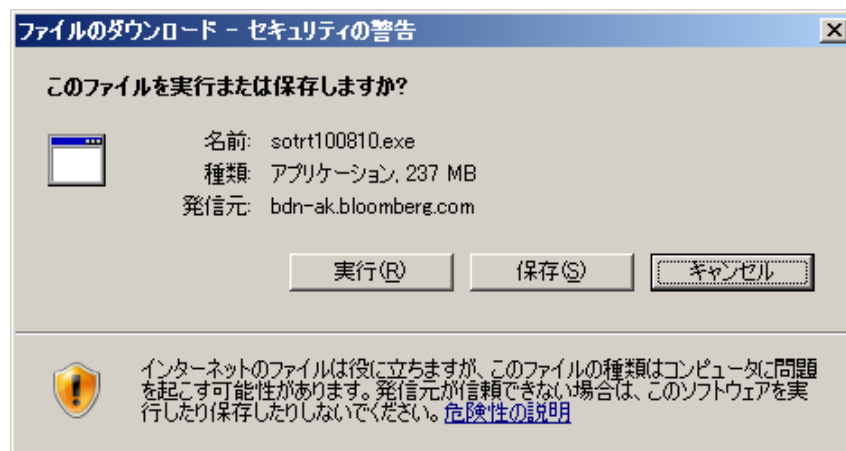 ファイルのダウンロード - セキュリティの警告
このファイルを実行または保存しますか?
名前: sotrt100810.exe
種類: アプリケーション, 237 MB
発信元: bdn-ak.bloomberg.com
実行(R) 保存(S) キャンセル
インターネットのファイルは役に立ちますが、このファイルの種類はコンピュータに問題
を起こす可能性があります。発信元が信頼できない場合は、このソフトウェアを実
行したり保存したりしないでください。危険性の説明